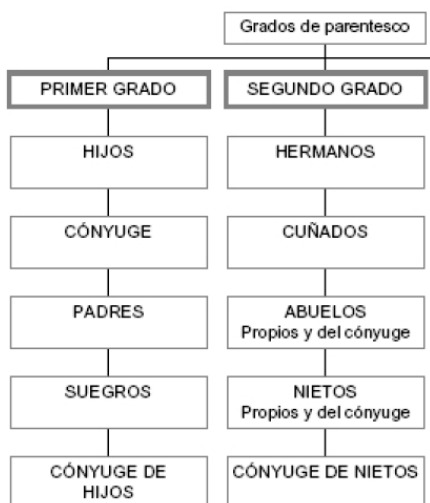 Grados de parentesco
PRIMER GRADO
HIJOS
CÓNYUGE
PADRES
SUEGROS
CÓNYUGE DE
HIJOS
SEGUNDO GRADO
HERMANOS
CUÑADOS
ABUELOS
Propios y del cónyuge
NIETOS
Propios y del cónyuge
CÓNYUGE DE NIETOS